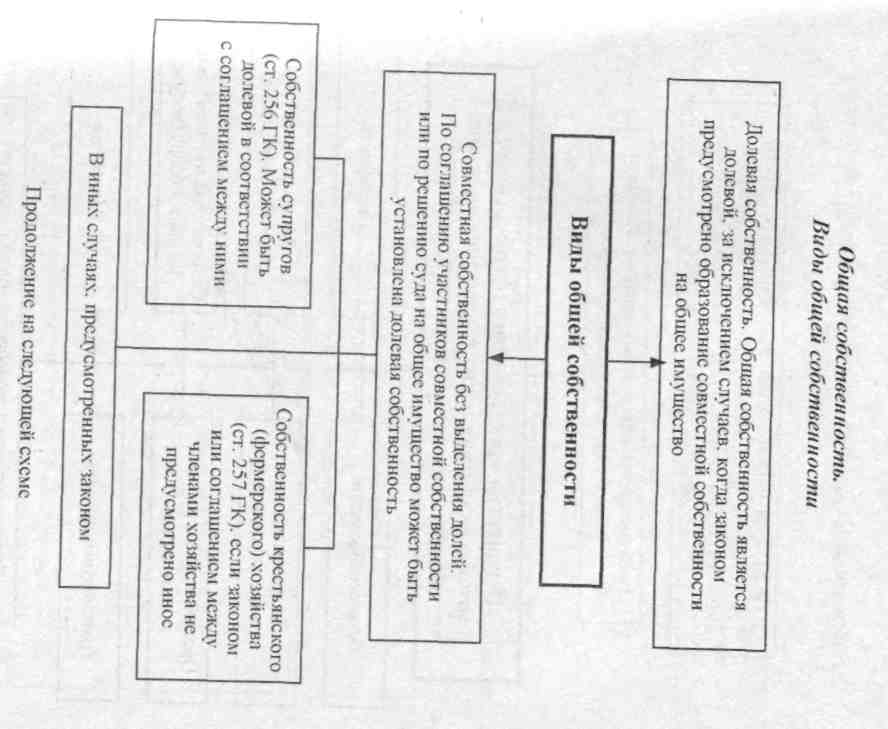 Общая собственность.
Виды общей собственности
Долевая собственность. Общая собственность является
долевой, за исключением случаев, когда законом
предусмотрено образование совместной собственности
на общее имущество
Виды общей собственности
Совместная собственность без выделения долей.
По соглашению участников совместной собственности
или по решению суда на общее имущество может быть
установлена долевая собственность
Собственность супругов
(ст. 256 ГК). Может быть
долевой в соответствии
с соглашением между ними
Собственность крестьянского
(фермерского) хозяйства
(ст. 257 ГК), если законом
или соглашением между
членами хозяйства не
предусмотрено иное
В иных случаях, предусмотренных законом
Продолжение на следующей схеме